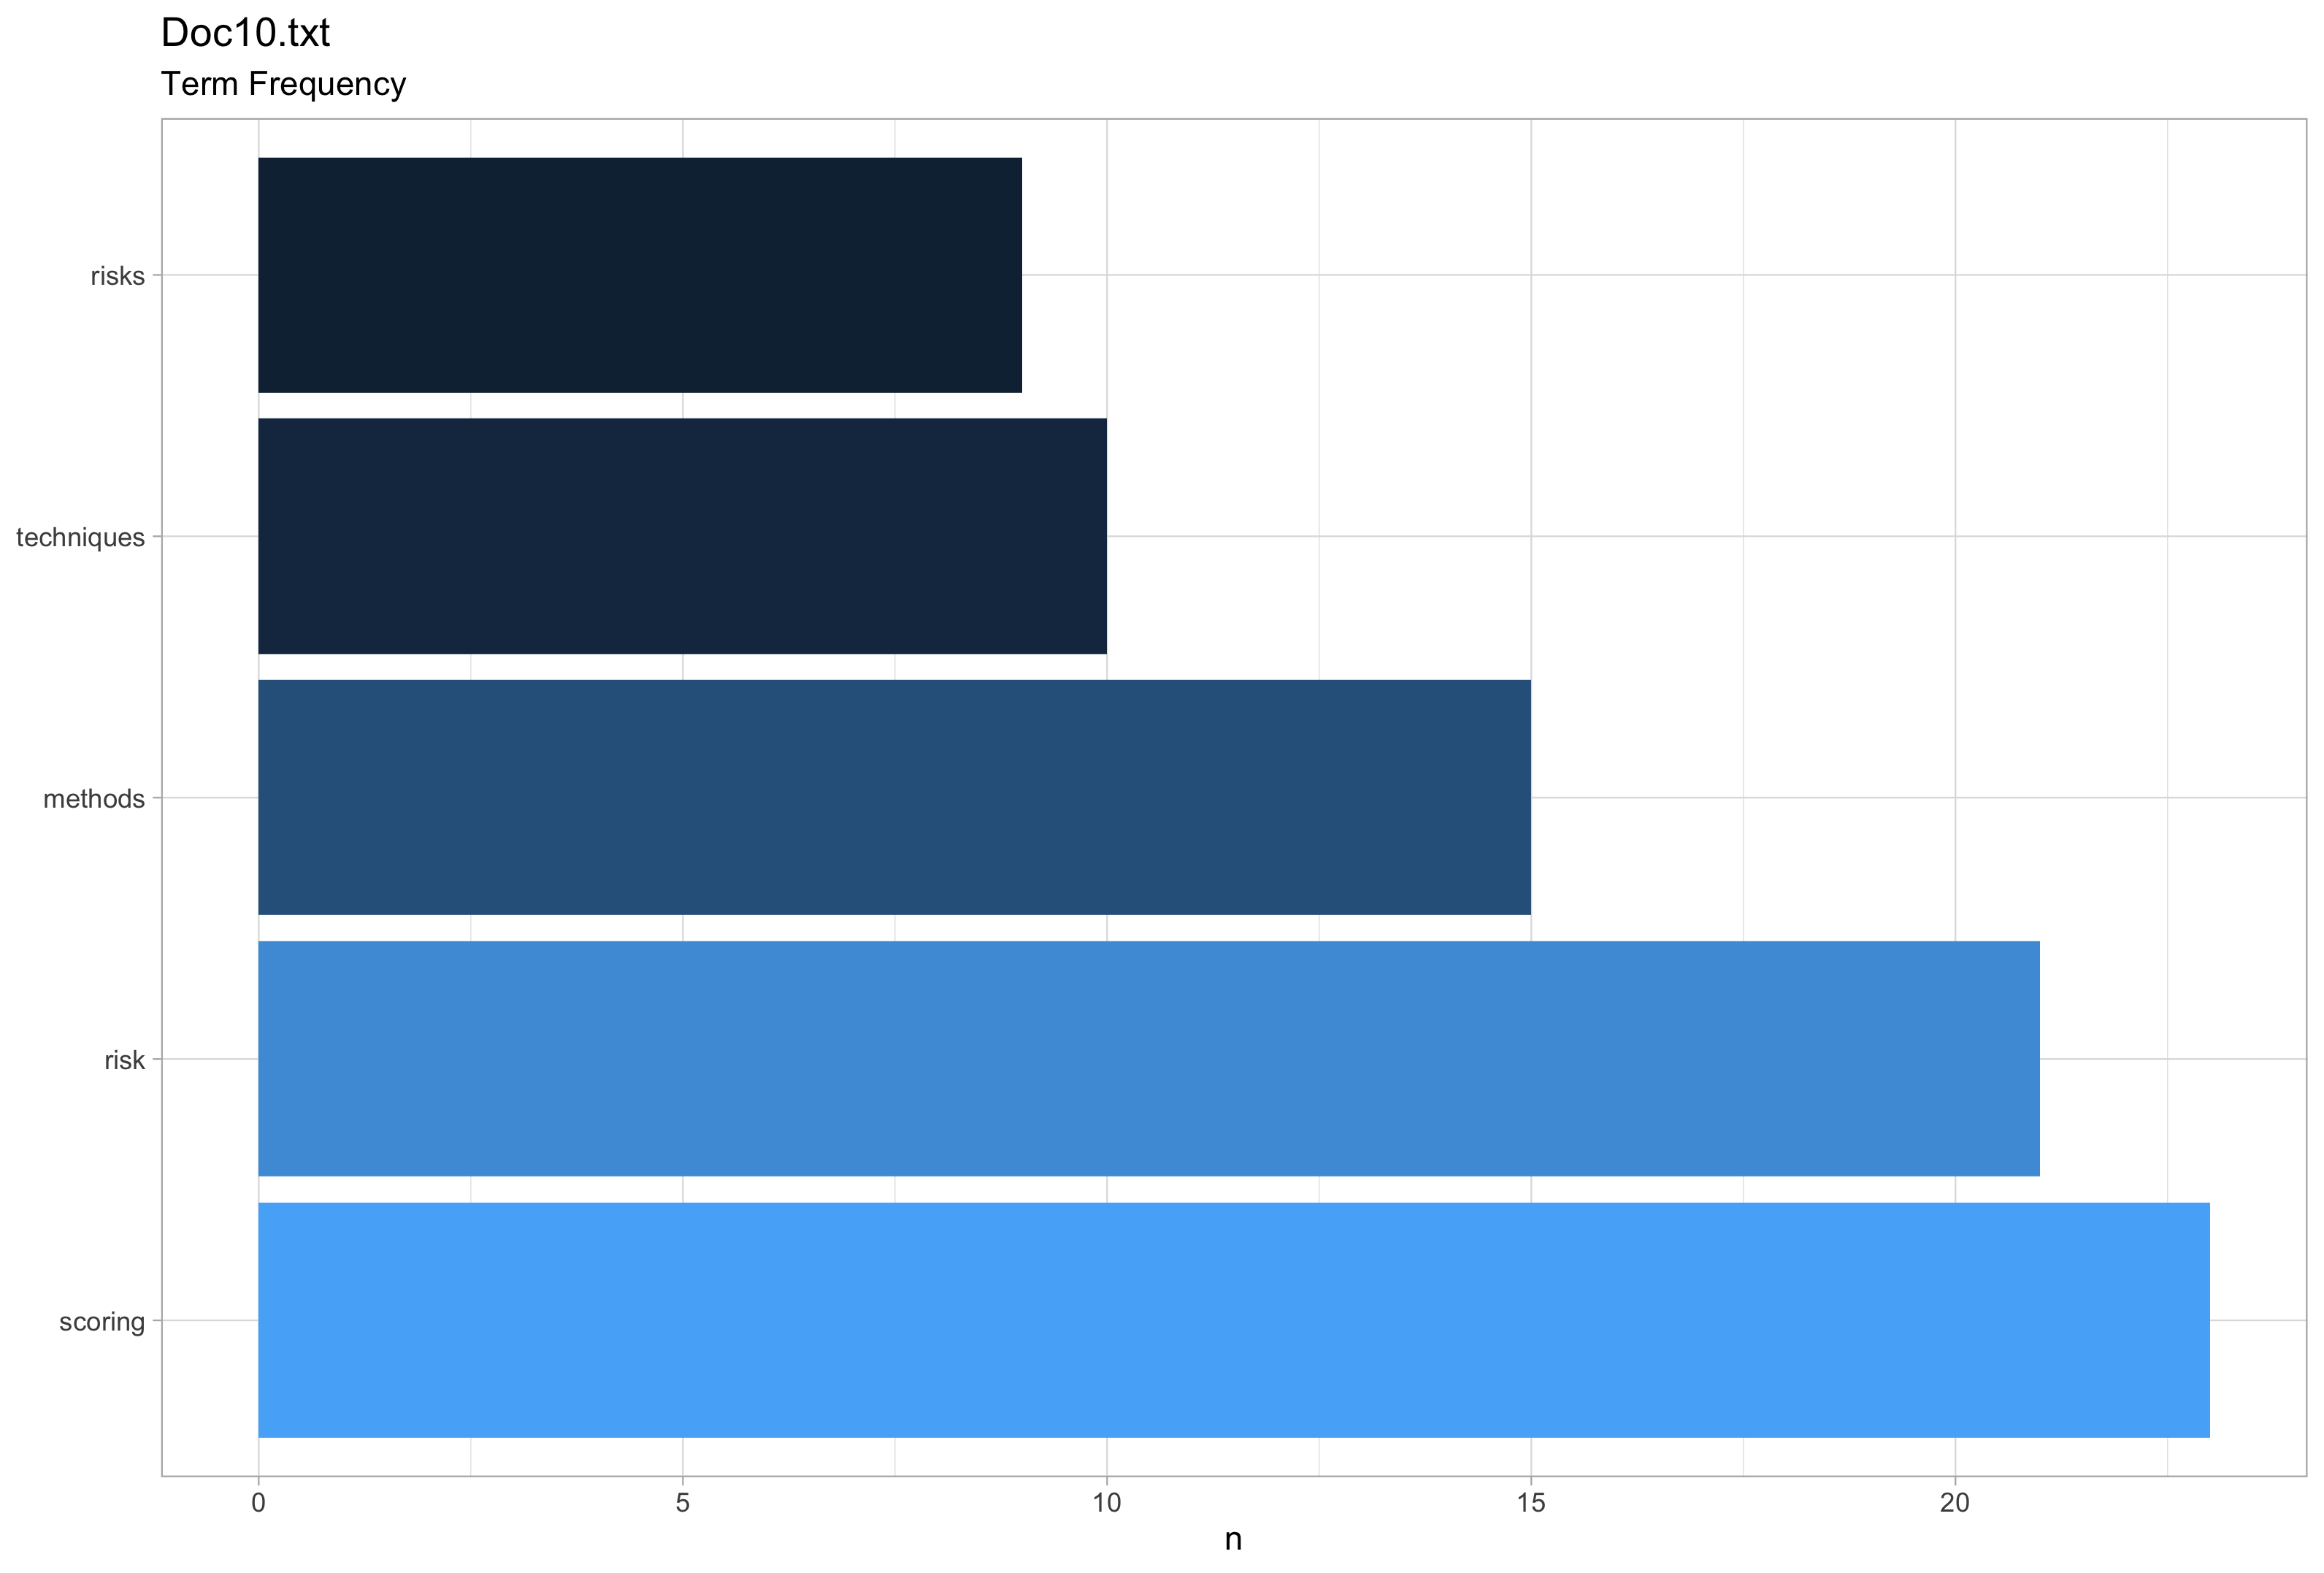 Doc10.txt
Term Frequency
risks
techniques
methods
risk
scoring
0 5 10 15 20
n